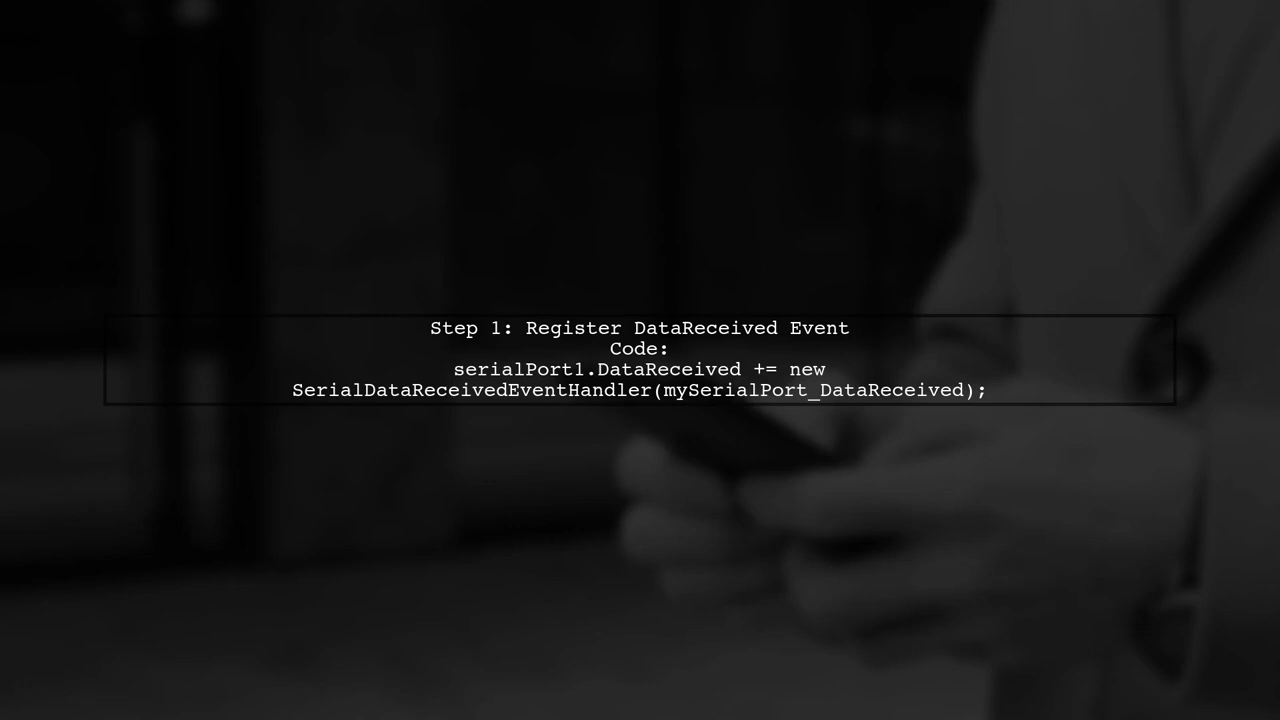 Step 1: Register DataReceived Event
Code:
serialPort1.DataReceived += new
SerialDataReceivedEventHandler(mySerialPort_DataReceived);